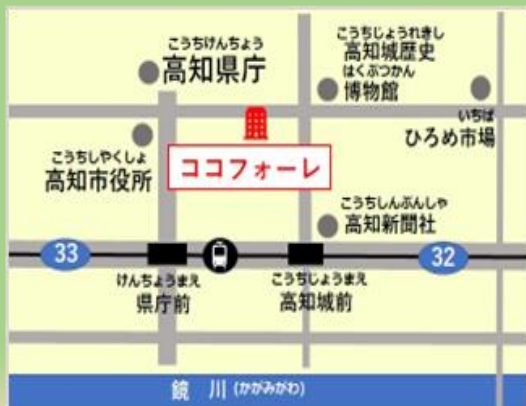 こうちけんちょう
高知県庁
こうちじょうれきし
高知城歴史
はくぶつかん
博物館
いちば
ひろめ市場
こうちしやくしょ
高知市役所
ココフォーレ
こうちしんぶんしゃ
高知新聞社
33
32
けんちょうまえ
県庁前
こうちじょうまえ
高知城前
鏡 川 (かがみがわ)